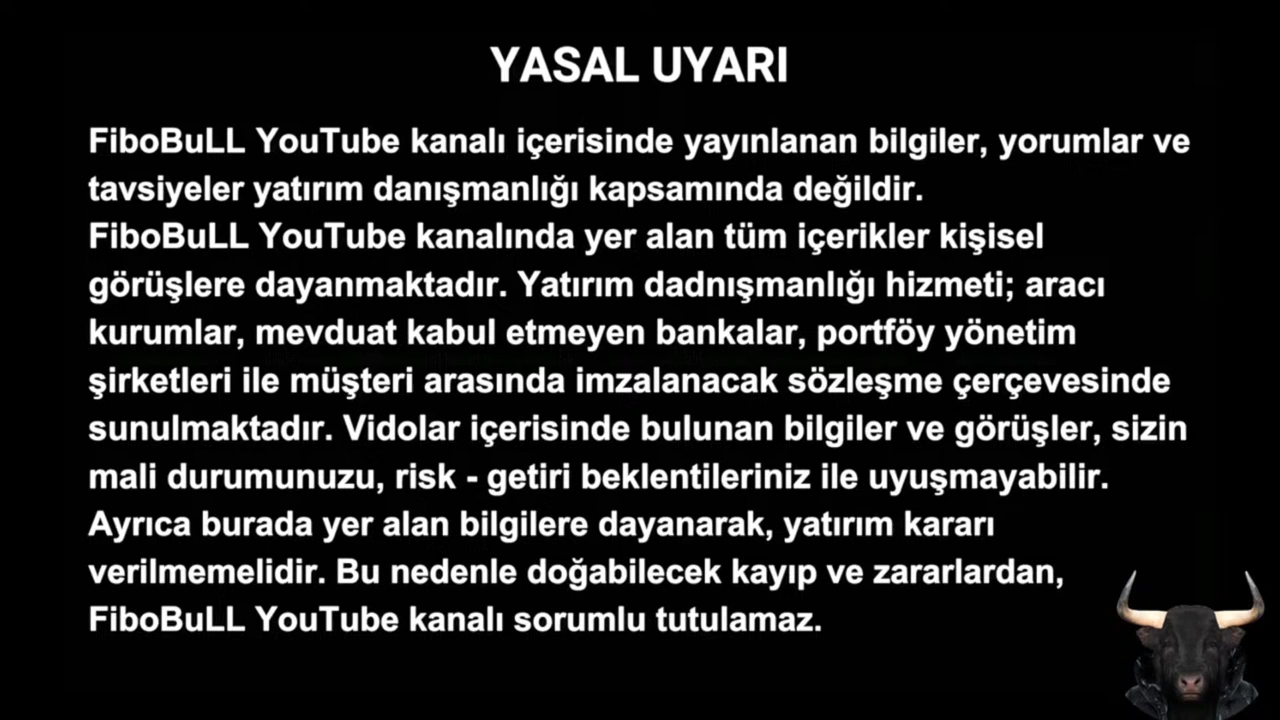 YASAL UYARI
FiboBuLL YouTube kanalı içerisinde yayınlanan bilgiler, yorumlar ve
tavsiyeler yatırım danışmanlığı kapsamında değildir.
FiboBuLL YouTube kanalında yer alan tüm içerikler kişisel
görüşlere dayanmaktadır. Yatırım dadnışmanlığı hizmeti; aracı
kurumlar, mevduat kabul etmeyen bankalar, portföy yönetim
şirketleri ile müşteri arasında imzalanacak sözleşme çerçevesinde
sunulmaktadır. Vidolar içerisinde bulunan bilgiler ve görüşler, sizin
mali durumunuzu, risk - getiri beklentileriniz ile uyuşmayabilir.
Ayrıca burada yer alan bilgilere dayanarak, yatırım kararı
verilmemelidir. Bu nedenle doğabilecek kayıp ve zararlardan,
FiboBuLL YouTube kanalı sorumlu tutulamaz.